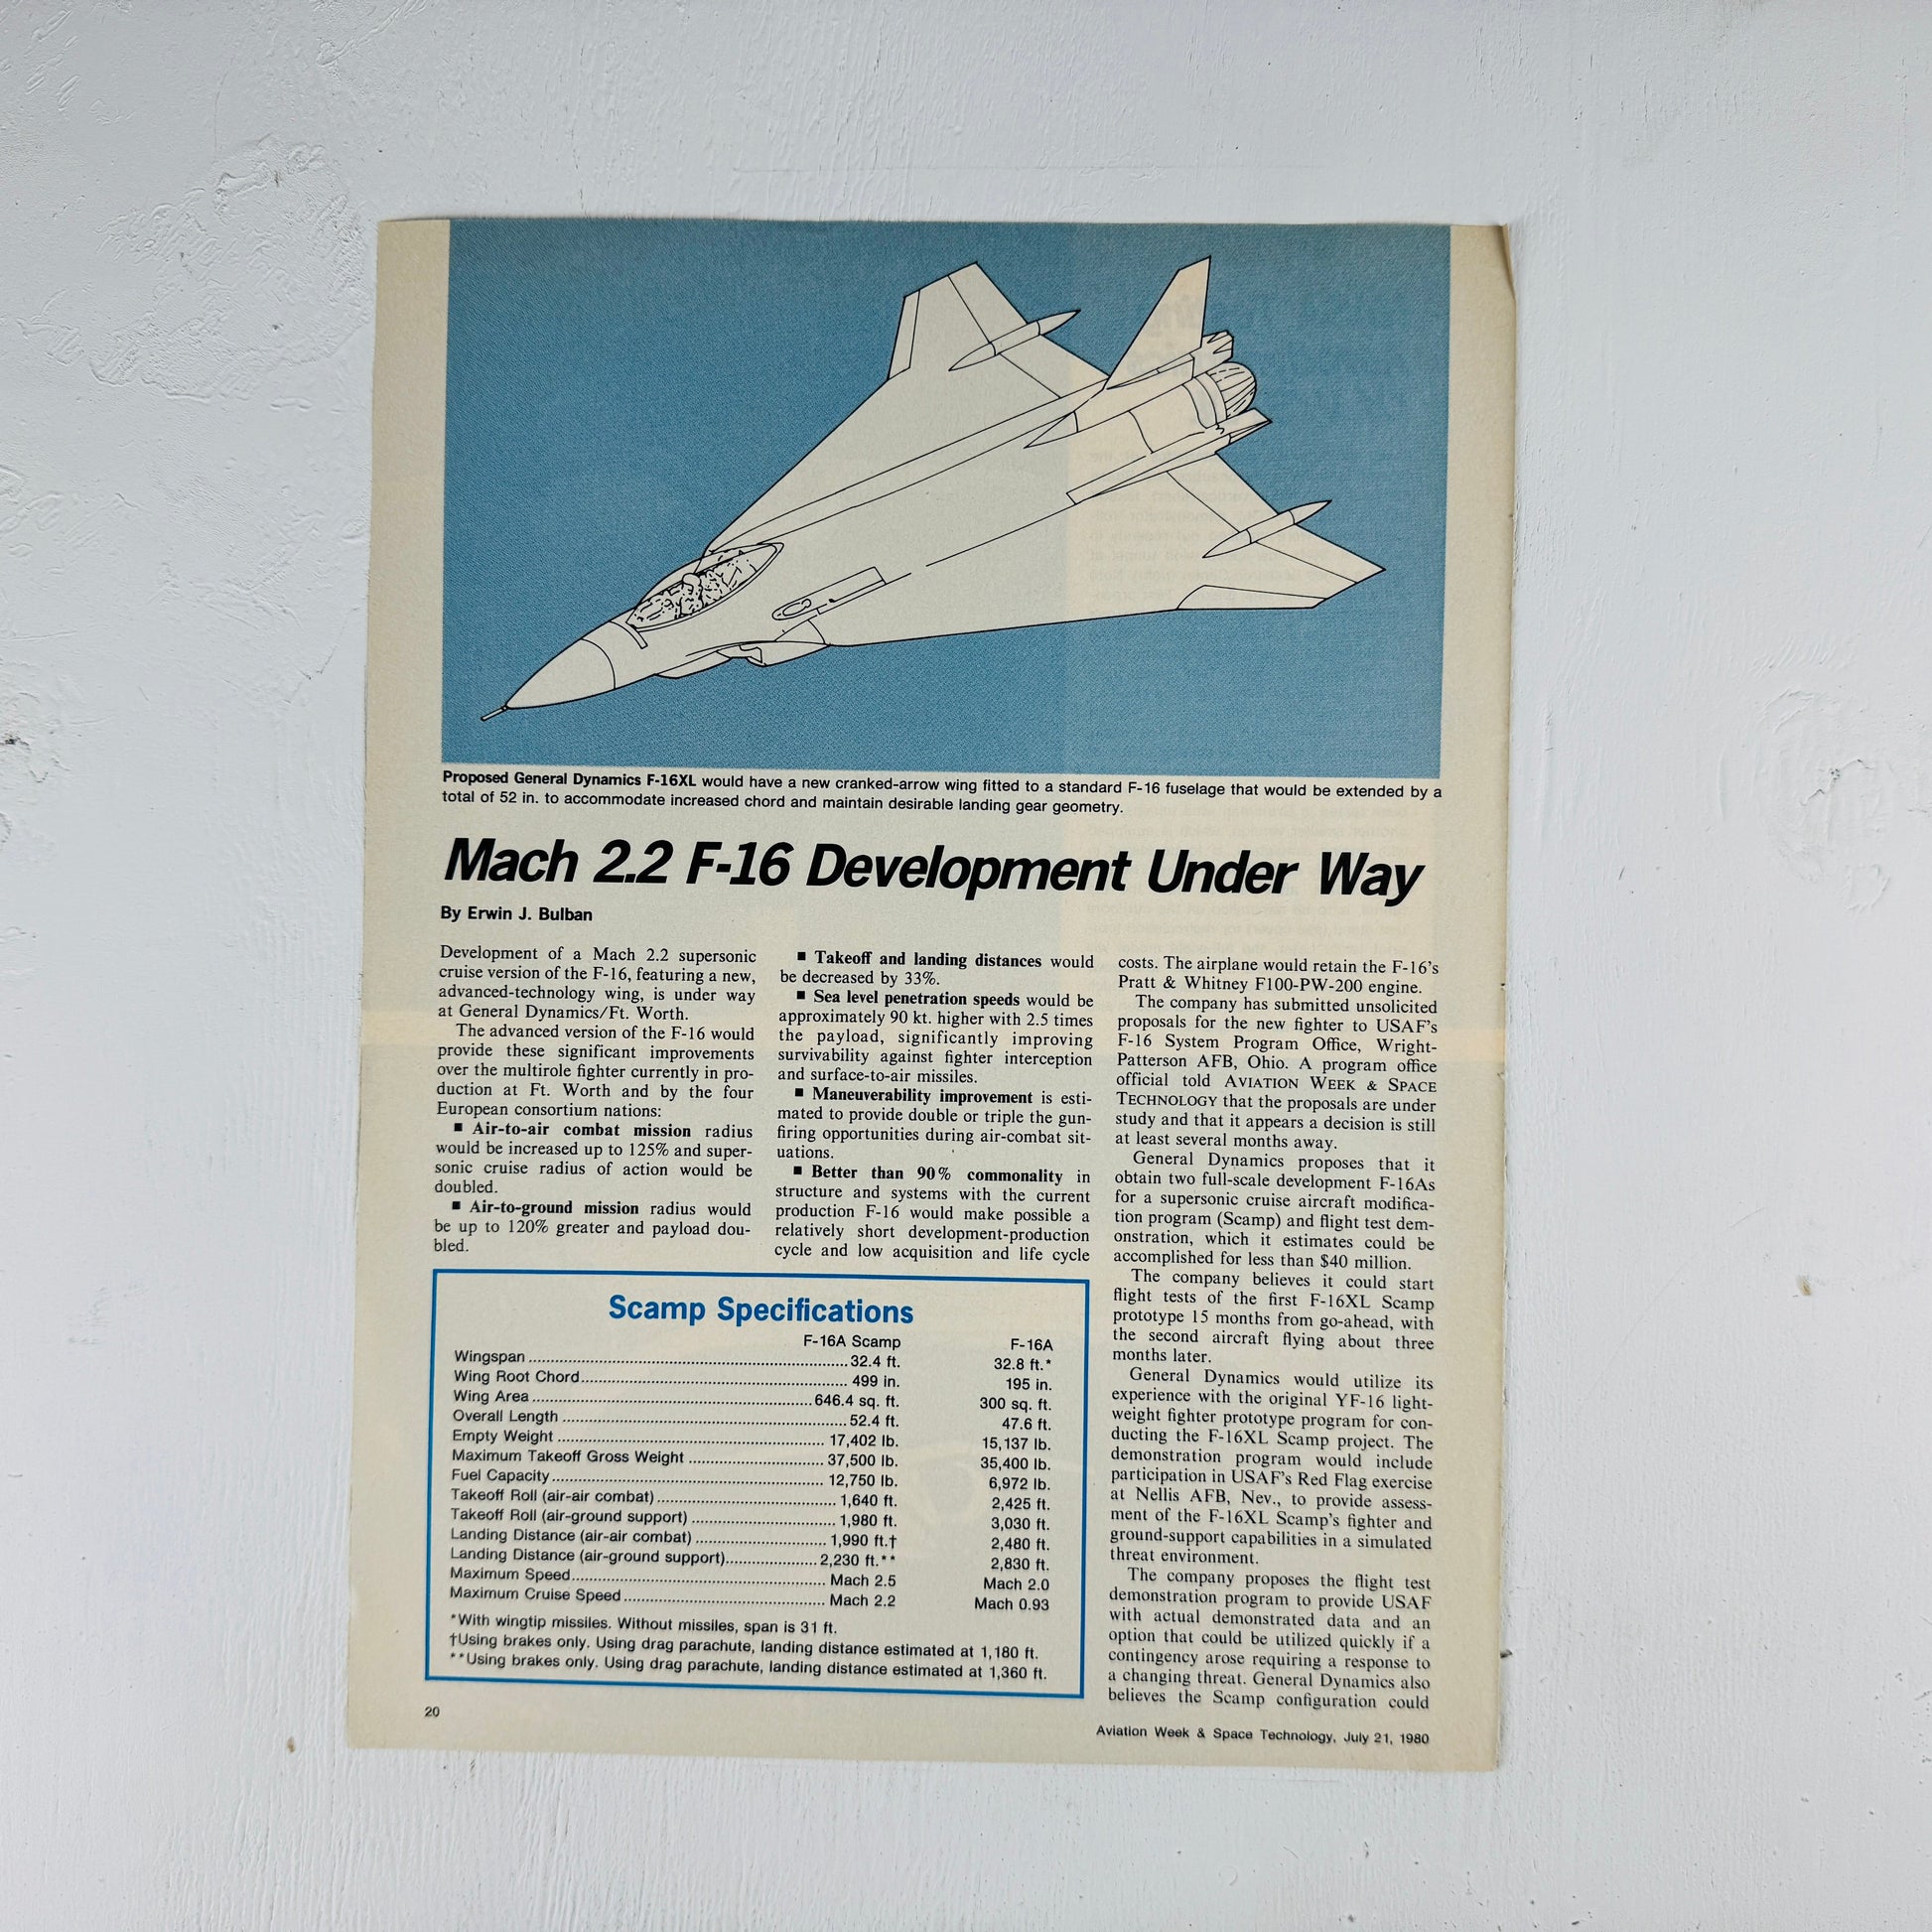 Proposed General Dynamics F-16XL would have a new cranked-arrow wing fitted to a standard F-16 fuselage that would be extended by a
total of 52 in. to accommodate increased chord and maintain desirable landing gear geometry.
Mach 2.2 F-16 Development Under Way
By Erwin J. Bulban
Development of a Mach 2.2 supersonic
cruise version of the F-16, featuring a new,
advanced-technology wing, is under way
at General Dynamics/Ft. Worth.
The advanced version of the F-16 would
provide these significant improvements
over the multirole fighter currently in pro-
duction at Ft. Worth and by the four
European consortium nations:
■ Air-to-air combat mission radius
would be increased up to 125% and super-
sonic cruise radius of action would be
doubled.
■ Air-to-ground mission radius would
be up to 120% greater and payload dou-
bled.
■ Takeoff and landing distances would
be decreased by 33%.
■ Sea level penetration speeds would be
approximately 90 kt. higher with 2.5 times
the payload, significantly improving
survivability against fighter interception
and surface-to-air missiles.
■ Maneuverability improvement is esti-
mated to provide double or triple the gun-
firing opportunities during air-combat sit-
uations.
■ Better than 90% commonality in
structure and systems with the current
production F-16 would make possible a
relatively short development-production
cycle and low acquisition and life cycle
costs. The airplane would retain the F-16's
Pratt & Whitney F100-PW-200 engine.
The company has submitted unsolicited
proposals for the new fighter to USAF's
F-16 System Program Office, Wright-
Patterson AFB, Ohio. A program office
official told AVIATION WEEK & SPACE
TECHNOLOGY that the proposals are under
study and that it appears a decision is still
at least several months away.
General Dynamics proposes that it
obtain two full-scale development F-16As
for a supersonic cruise aircraft modifica-
tion program (Scamp) and flight test dem-
onstration, which it estimates could be
accomplished for less than $40 million.
The company believes it could start
flight tests of the first F-16XL Scamp
prototype 15 months from go-ahead, with
the second aircraft flying about three
months later.
General Dynamics would utilize its
experience with the original YF-16 light-
weight fighter prototype program for con-
ducting the F-16XL Scamp project. The
demonstration program would include
participation in USAF's Red Flag exercise
at Nellis AFB, Nev., to provide assess-
ment of the F-16XL Scamp's fighter and
ground-support capabilities in a simulated
threat environment.
The company proposes the flight test
demonstration program to provide USAF
with actual demonstrated data and an
option that could be utilized quickly if a
contingency arose requiring a response to
a changing threat. General Dynamics also
believes the Scamp configuration could
Scamp Specifications
F-16A Scamp F-16A
Wingspan 32.4 ft. 32.8 ft.*
Wing Root Chord 499 in. 195 in.
Wing Area 646.4 sq. ft. 300 sq. ft.
Overall Length 52.4 ft. 47.6 ft.
Empty Weight 17,402 lb. 15,137 lb.
Maximum Takeoff Gross Weight 37,500 lb. 35,400 lb.
Fuel Capacity 12,750 lb. 6,972 lb.
Takeoff Roll (air-air combat) 1,640 ft. 2,425 ft.
Takeoff Roll (air-ground support) 1,980 ft. 3,030 ft.
Landing Distance (air-air combat) 1,990 ft.† 2,480 ft.
Landing Distance (air-ground support) 2,230 ft.** 2,830 ft.
Maximum Speed Mach 2.5 Mach 2.0
Maximum Cruise Speed Mach 2.2 Mach 0.93
*With wingtip missiles. Without missiles, span is 31 ft.
†Using brakes only. Using drag parachute, landing distance estimated at 1,180 ft.
**Using brakes only. Using drag parachute, landing distance estimated at 1,360 ft.
20
Aviation Week & Space Technology, July 21, 1980